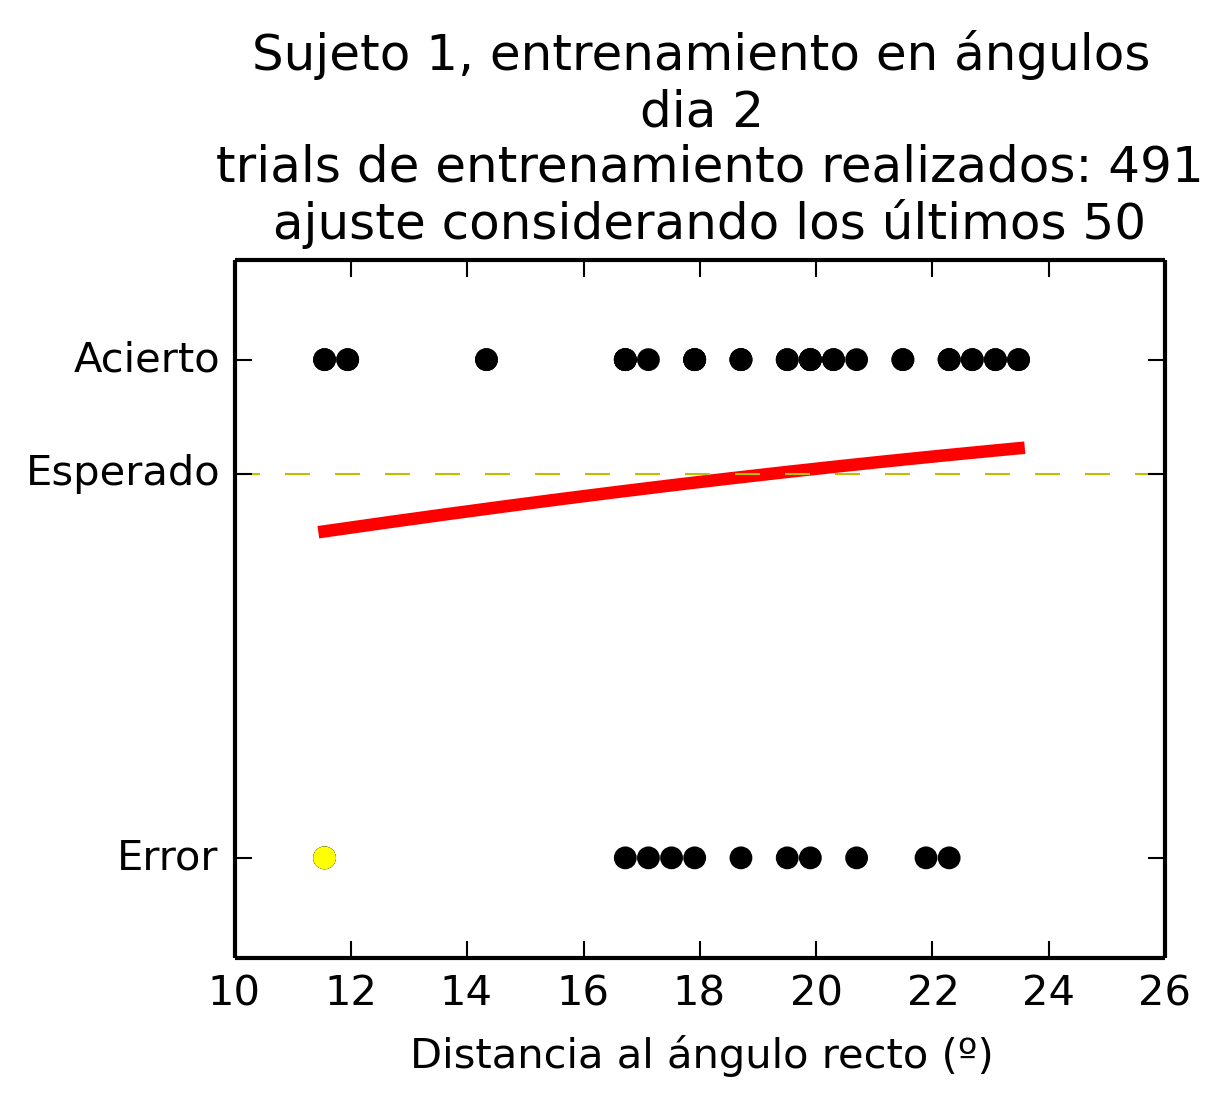 Sujeto 1, entrenamiento en ángulos
dia 2
trials de entrenamiento realizados: 491
ajuste considerando los últimos 50
Acierto
Esperado
Error
10 12 14 16 18 20 22 24 26
Distancia al ángulo recto (º)